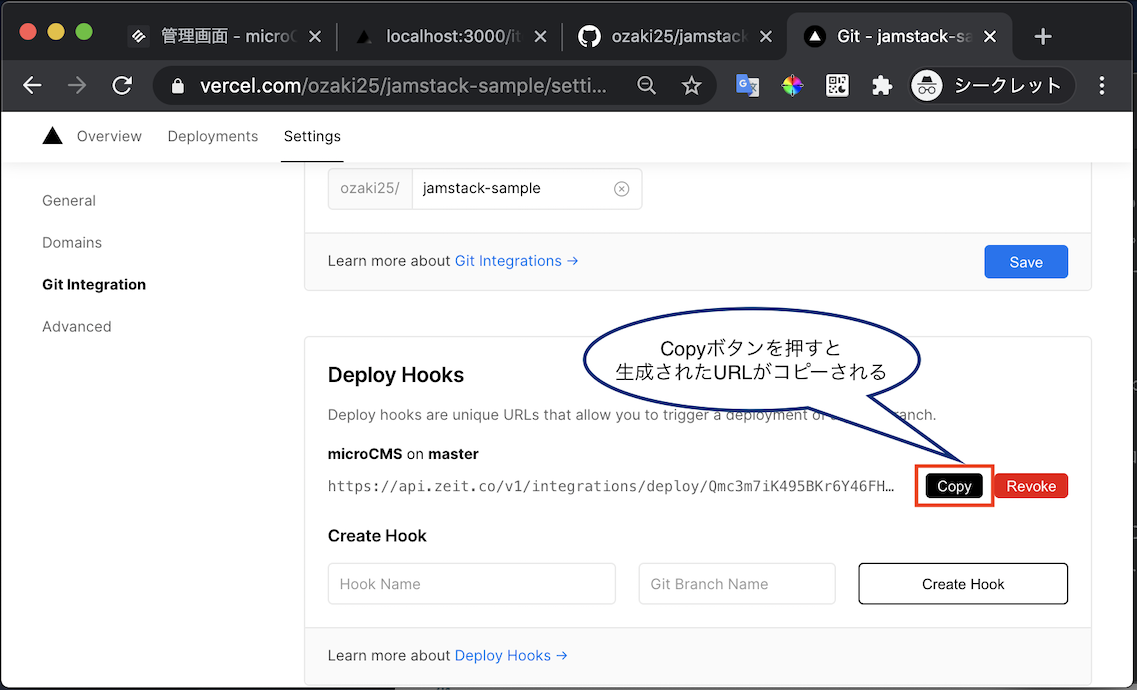 管理画面 - microC
localhost:3000/it
ozaki25/jamstack
Git - jamstack-sa
vercel.com/ozaki25/jamstack-sample/setti...
シークレット
Overview
Deployments
Settings
General
Domains
Git Integration
Advanced
ozaki25/
jamstack-sample
Learn more about Git Integrations →
Save
Copyボタンを押すと
生成されたURLがコピーされる
Deploy Hooks
Deploy hooks are unique URLs that allow you to trigger a deployment of
microCMS on master
https://api.zeit.co/v1/integrations/deploy/Qmc3m7iK495BKr6Y46FH…
Copy
Revoke
Create Hook
Hook Name
Git Branch Name
Create Hook
Learn more about Deploy Hooks →